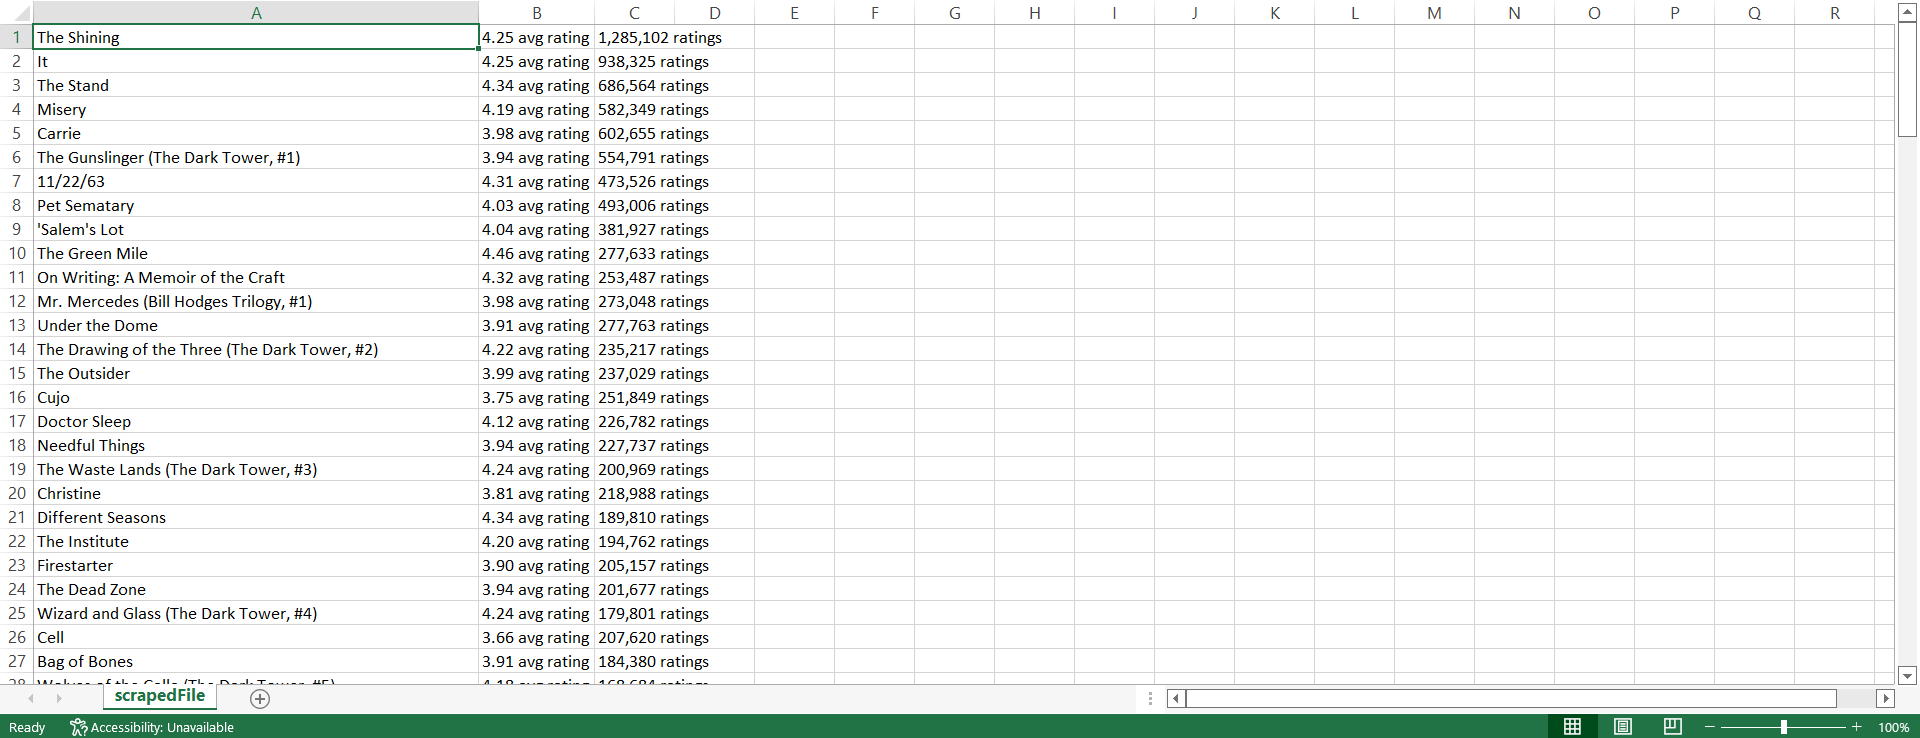 A B C D E F G H I J K L M N O P Q R
1 The Shining 4.25 avg rating 1,285,102 ratings
2 It 4.25 avg rating 938,325 ratings
3 The Stand 4.34 avg rating 686,564 ratings
4 Misery 4.19 avg rating 582,349 ratings
5 Carrie 3.98 avg rating 602,655 ratings
6 The Gunslinger (The Dark Tower, #1) 3.94 avg rating 554,791 ratings
7 11/22/63 4.31 avg rating 473,526 ratings
8 Pet Sematary 4.03 avg rating 493,006 ratings
9 'Salem's Lot 4.04 avg rating 381,927 ratings
10 The Green Mile 4.46 avg rating 277,633 ratings
11 On Writing: A Memoir of the Craft 4.32 avg rating 253,487 ratings
12 Mr. Mercedes (Bill Hodges Trilogy, #1) 3.98 avg rating 273,048 ratings
13 Under the Dome 3.91 avg rating 277,763 ratings
14 The Drawing of the Three (The Dark Tower, #2) 4.22 avg rating 235,217 ratings
15 The Outsider 3.99 avg rating 237,029 ratings
16 Cujo 3.75 avg rating 251,849 ratings
17 Doctor Sleep 4.12 avg rating 226,782 ratings
18 Needful Things 3.94 avg rating 227,737 ratings
19 The Waste Lands (The Dark Tower, #3) 4.24 avg rating 200,969 ratings
20 Christine 3.81 avg rating 218,988 ratings
21 Different Seasons 4.34 avg rating 189,810 ratings
22 The Institute 4.20 avg rating 194,762 ratings
23 Firestarter 3.90 avg rating 205,157 ratings
24 The Dead Zone 3.94 avg rating 201,677 ratings
25 Wizard and Glass (The Dark Tower, #4) 4.24 avg rating 179,801 ratings
26 Cell 3.66 avg rating 207,620 ratings
27 Bag of Bones 3.91 avg rating 184,380 ratings
scrapedFile
Ready Accessibility: Unavailable 100%